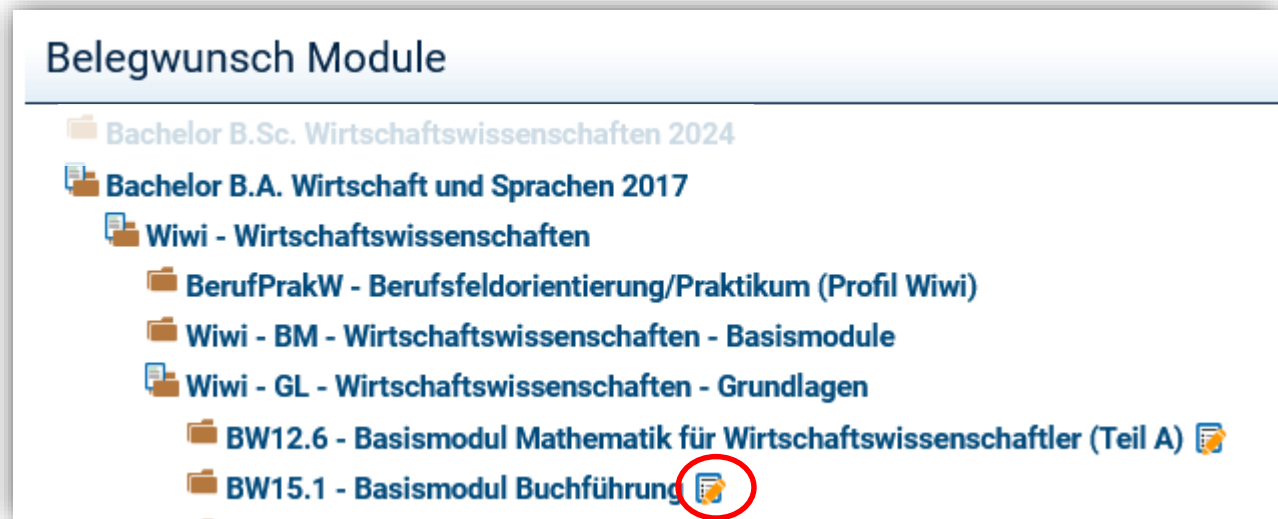 Belegwunsch Module
Bachelor B.Sc. Wirtschaftswissenschaften 2024
Bachelor B.A. Wirtschaft und Sprachen 2017
Wiwi - Wirtschaftswissenschaften
BerufPrakW - Berufsfeldorientierung/Praktikum (Profil Wiwi)
Wiwi - BM - Wirtschaftswissenschaften - Basismodule
Wiwi - GL - Wirtschaftswissenschaften - Grundlagen
BW12.6 - Basismodul Mathematik für Wirtschaftswissenschaftler (Teil A)
BW15.1 - Basismodul Buchführung